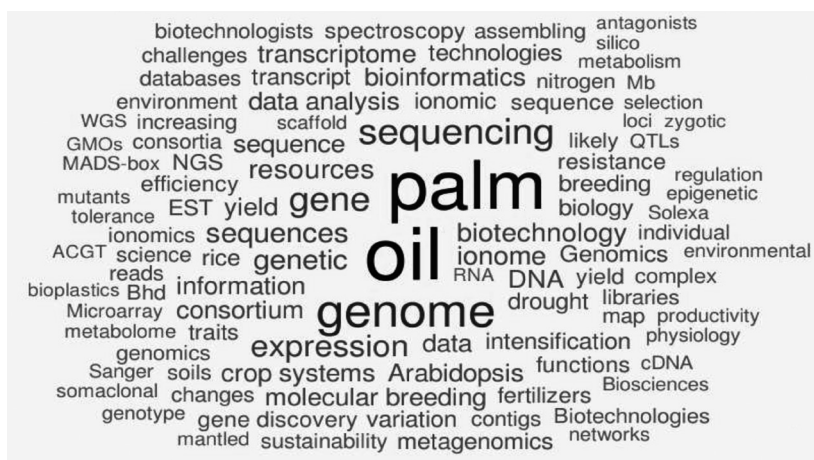 biotechnologists spectroscopy assembling antagonists
challenges transcriptome technologies silico
databases transcript bioinformatics nitrogen Mb metabolism
environment data analysis ionomic sequence selection
WGS increasing scaffold sequencing loci zygotic
GMOs consortia sequence likely QTLs
MADS-box NGS resources palm resistance
efficiency breeding regulation
mutants EST yield gene biology epigenetic
tolerance Solexa
ionomics sequences oil biotechnology individual
ACGT science rice genetic ionome Genomics environmental
reads RNA DNA yield complex
bioplastics Bhd information
Microarray consortium genome drought libraries
map productivity
metabolome traits expression data intensification physiology
genomics
Sanger soils crop systems Arabidopsis functions cDNA
somaclonal changes molecular breeding fertilizers Biosciences
genotype gene discovery variation contigs Biotechnologies
mantled sustainability metagenomics networks